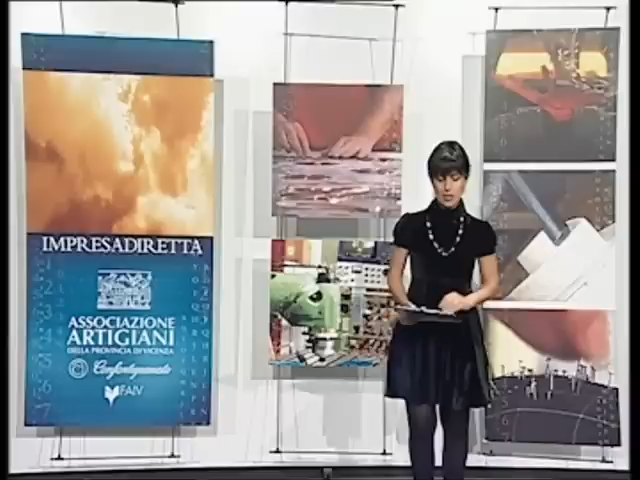 IMPRESADIRETTA
ASSOCIAZIONE
ARTIGIANI
DELLA PROVINCIA DI VICENZA
Confartigianato
FAIV